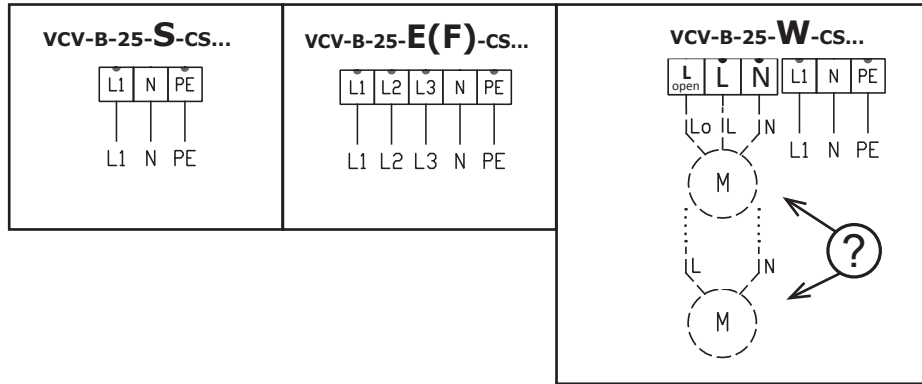 VCV-B-25-S-CS...
L1 N PE
L1 N PE
VCV-B-25-E(F)-CS...
L1 L2 L3 N PE
L1 L2 L3 N PE
VCV-B-25-W-CS...
L open L N L1 N PE
Lo L N L1 N PE
M
?
L N
M